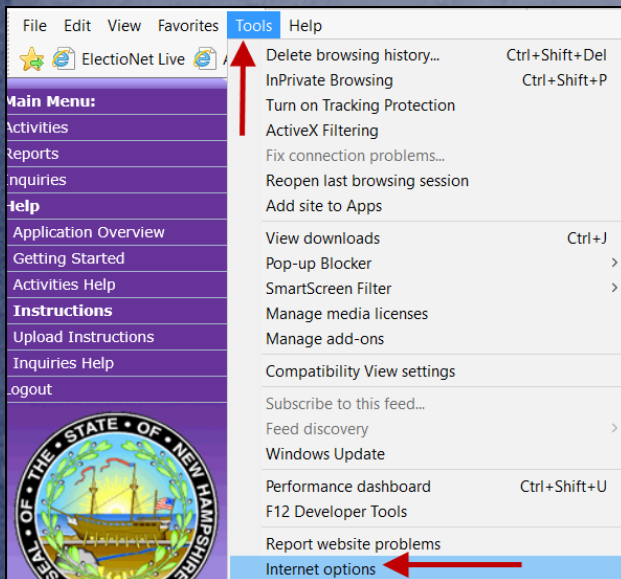 File Edit View Favorites Tools Help
ElectioNet Live
Main Menu:
Activities
Reports
Inquiries
Help
Application Overview
Getting Started
Activities Help
Instructions
Upload Instructions
Inquiries Help
Logout
SEAL • OF • THE • STATE • OF • NEW HAMPSHIRE
Delete browsing history... Ctrl+Shift+Del
InPrivate Browsing Ctrl+Shift+P
Turn on Tracking Protection
ActiveX Filtering
Fix connection problems...
Reopen last browsing session
Add site to Apps
View downloads Ctrl+J
Pop-up Blocker
SmartScreen Filter
Manage media licenses
Manage add-ons
Compatibility View settings
Subscribe to this feed...
Feed discovery
Windows Update
Performance dashboard Ctrl+Shift+U
F12 Developer Tools
Report website problems
Internet options